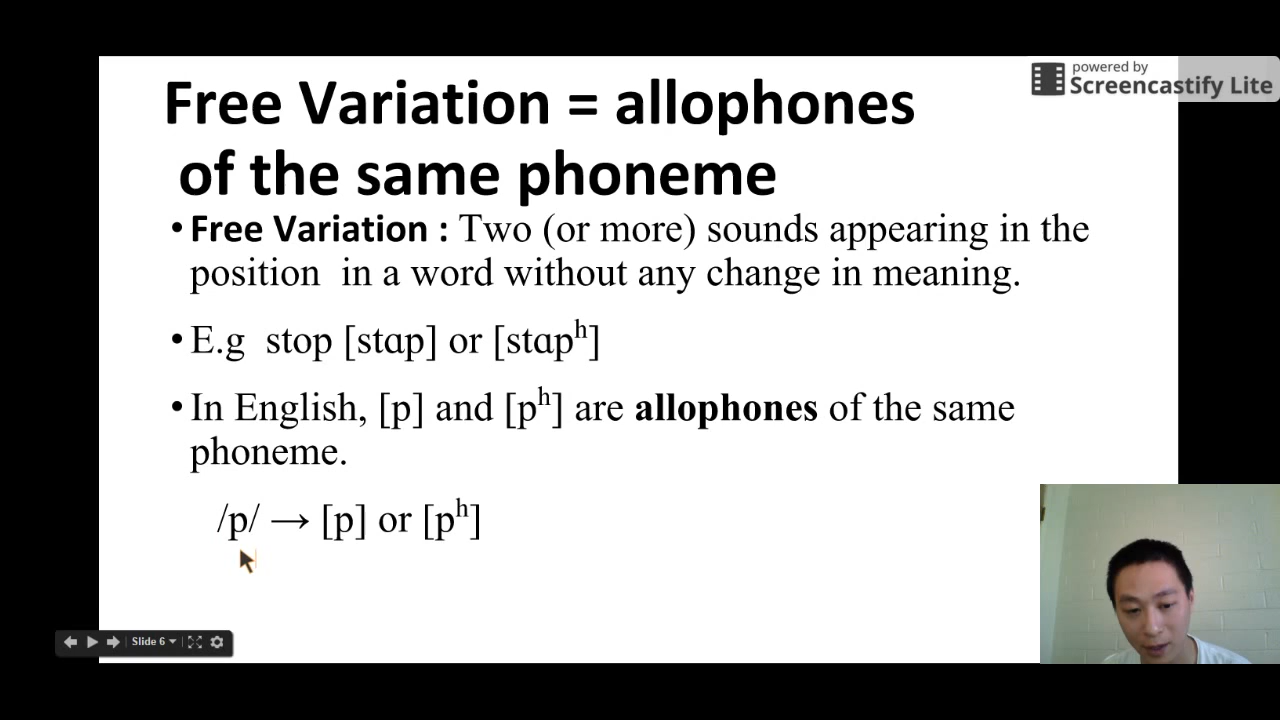 powered by
Screencastify Lite
Free Variation = allophones
of the same phoneme
•Free Variation : Two (or more) sounds appearing in the
position in a word without any change in meaning.
•E.g stop [stɑp] or [stɑpʰ]
•In English, [p] and [pʰ] are allophones of the same
phoneme.
/p/ → [p] or [pʰ]
Slide 6